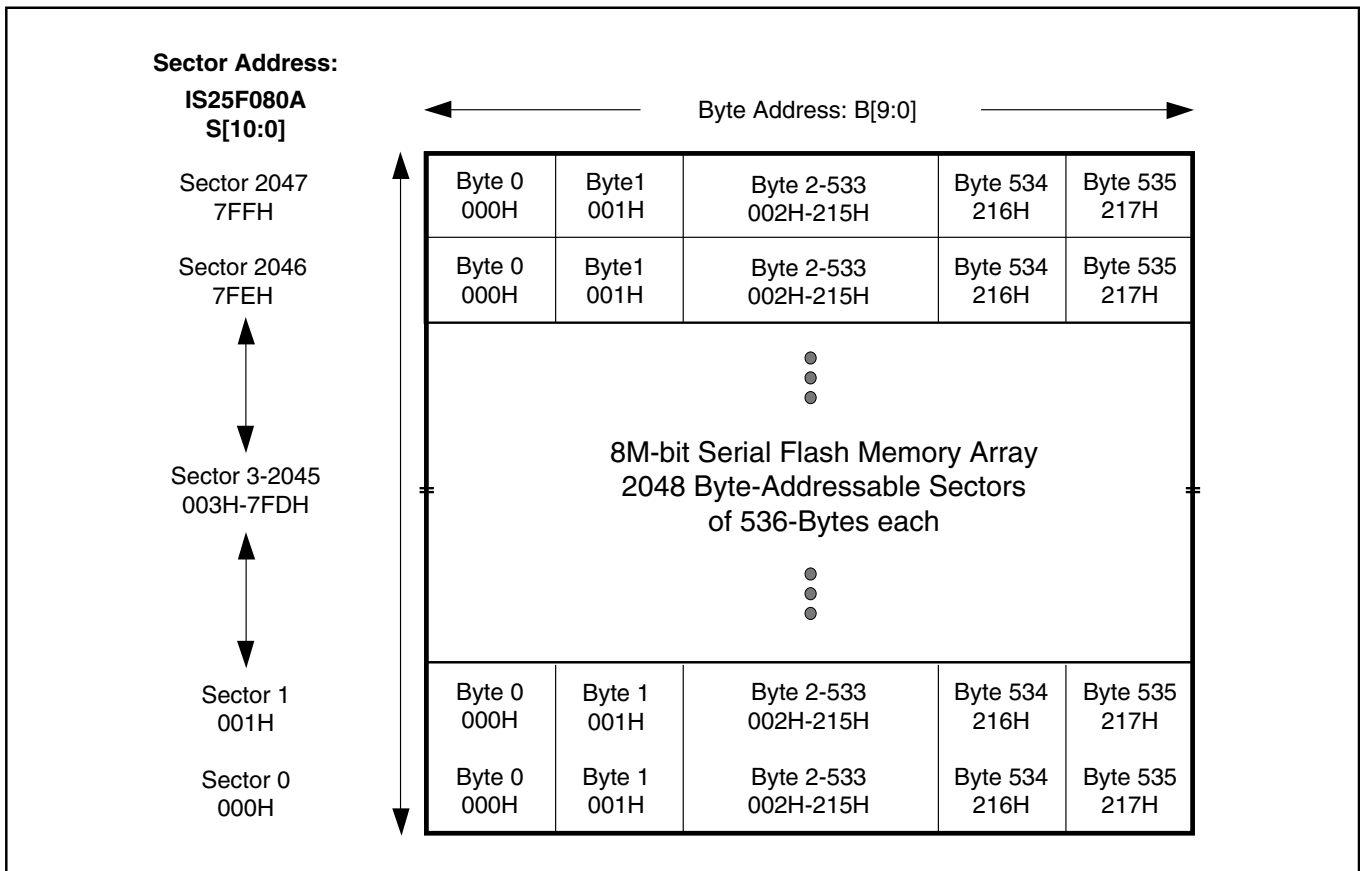 Sector Address:
IS25F080A
S[10:0]
Byte Address: B[9:0]
Sector 2047
7FFH
Byte 0
000H
Byte1
001H
Byte 2-533
002H-215H
Byte 534
216H
Byte 535
217H
Sector 2046
7FEH
Byte 0
000H
Byte1
001H
Byte 2-533
002H-215H
Byte 534
216H
Byte 535
217H
Sector 3-2045
003H-7FDH
8M-bit Serial Flash Memory Array
2048 Byte-Addressable Sectors
of 536-Bytes each
Sector 1
001H
Byte 0
000H
Byte 1
001H
Byte 2-533
002H-215H
Byte 534
216H
Byte 535
217H
Sector 0
000H
Byte 0
000H
Byte 1
001H
Byte 2-533
002H-215H
Byte 534
216H
Byte 535
217H